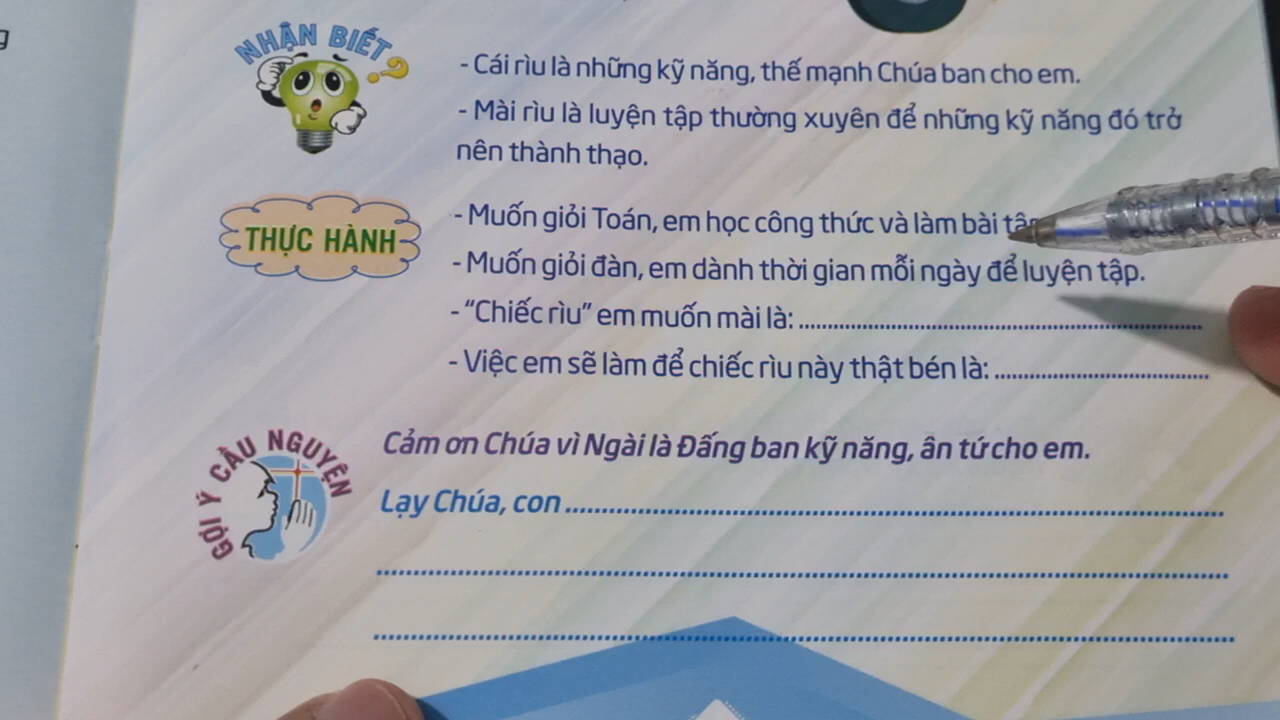 NHẬN BIẾT?
- Cái rìu là những kỹ năng, thế mạnh Chúa ban cho em.
- Mài rìu là luyện tập thường xuyên để những kỹ năng đó trở
nên thành thạo.
THỰC HÀNH
- Muốn giỏi Toán, em học công thức và làm bài
- Muốn giỏi đàn, em dành thời gian mỗi ngày để luyện tập.
- “Chiếc rìu” em muốn mài là: ........................................
- Việc em sẽ làm để chiếc rìu này thật bén là: ........................................
GỢI Ý CẦU NGUYỆN
Cảm ơn Chúa vì Ngài là Đấng ban kỹ năng, ân tứ cho em.
Lạy Chúa, con ........................................